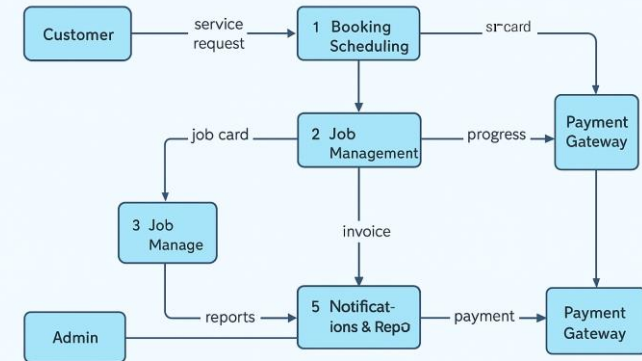 Customer
service
request
1 Booking
Scheduling
job card
2 Job
Management
progress
Payment
Gateway
3 Job
Manage
invoice
reports
5 Notificat-
ions & Repo
payment
Payment
Gateway
Admin